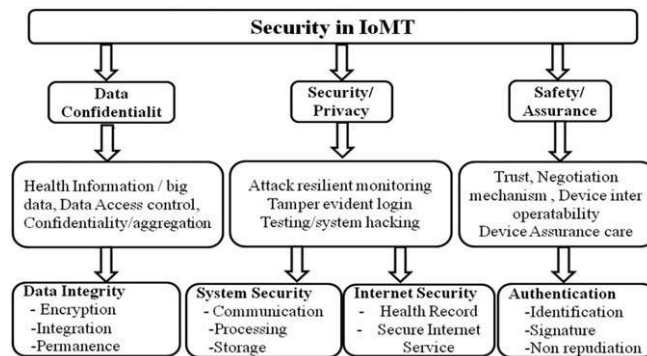 Security in IoMT
Data
Confidentialit
Security/
Privacy
Safety/
Assurance
Health Information / big
data, Data Access control,
Confidentiality/aggregation
Attack resilient monitoring
Tamper evident login
Testing/system hacking
Trust, Negotiation
mechanism , Device inter
operatability
Device Assurance care
Data Integrity
- Encryption
-Integration
-Permanence
System Security
- Communication
-Processing
- Storage
Internet Security
- Health Record
- Secure Internet
Service
Authentication
-Identification
-Signature
-Non repudiation